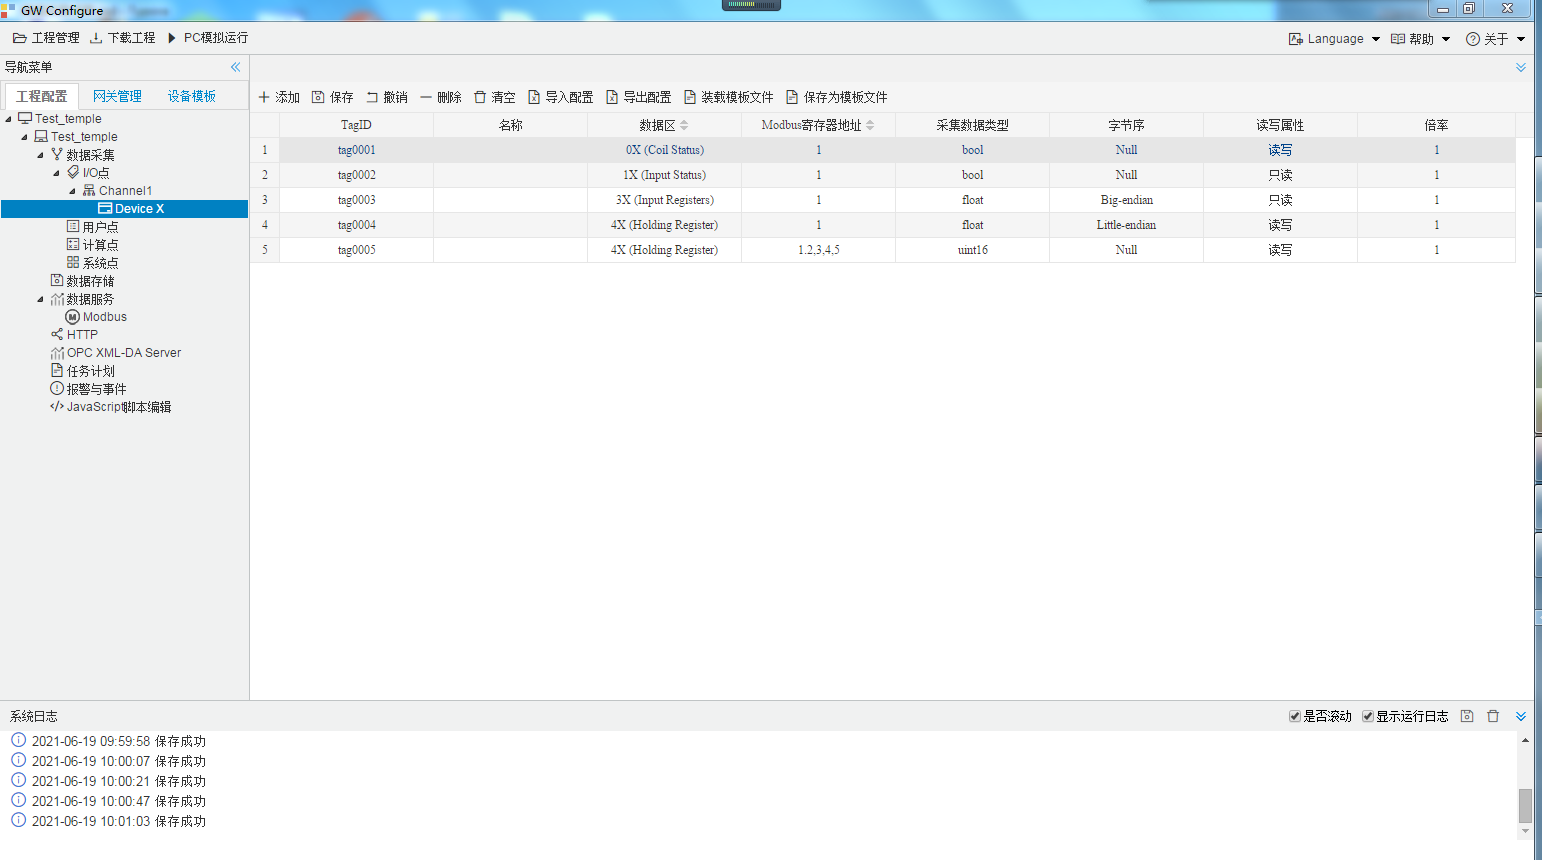 GW Configure
工程管理 下载工程 PC模拟运行 Language 帮助 关于
导航菜单
工程配置 网关管理 设备模板
添加 保存 撤销 删除 清空 导入配置 导出配置 装载模板文件 保存为模板文件
Test_temple
Test_temple
数据采集
I/O点
Channel1
Device X
用户点
计算点
系统点
数据存储
数据服务
Modbus
HTTP
OPC XML-DA Server
任务计划
报警与事件
JavaScript脚本编辑
TagID 名称 数据区 Modbus寄存器地址 采集数据类型 字节序 读写属性 倍率
1 tag0001 0X (Coil Status) 1 bool Null 读写 1
2 tag0002 1X (Input Status) 1 bool Null 只读 1
3 tag0003 3X (Input Registers) 1 float Big-endian 只读 1
4 tag0004 4X (Holding Register) 1 float Little-endian 读写 1
5 tag0005 4X (Holding Register) 1.2,3,4,5 uint16 Null 读写 1
系统日志 是否滚动 显示运行日志
2021-06-19 09:59:58 保存成功
2021-06-19 10:00:07 保存成功
2021-06-19 10:00:21 保存成功
2021-06-19 10:00:47 保存成功
2021-06-19 10:01:03 保存成功